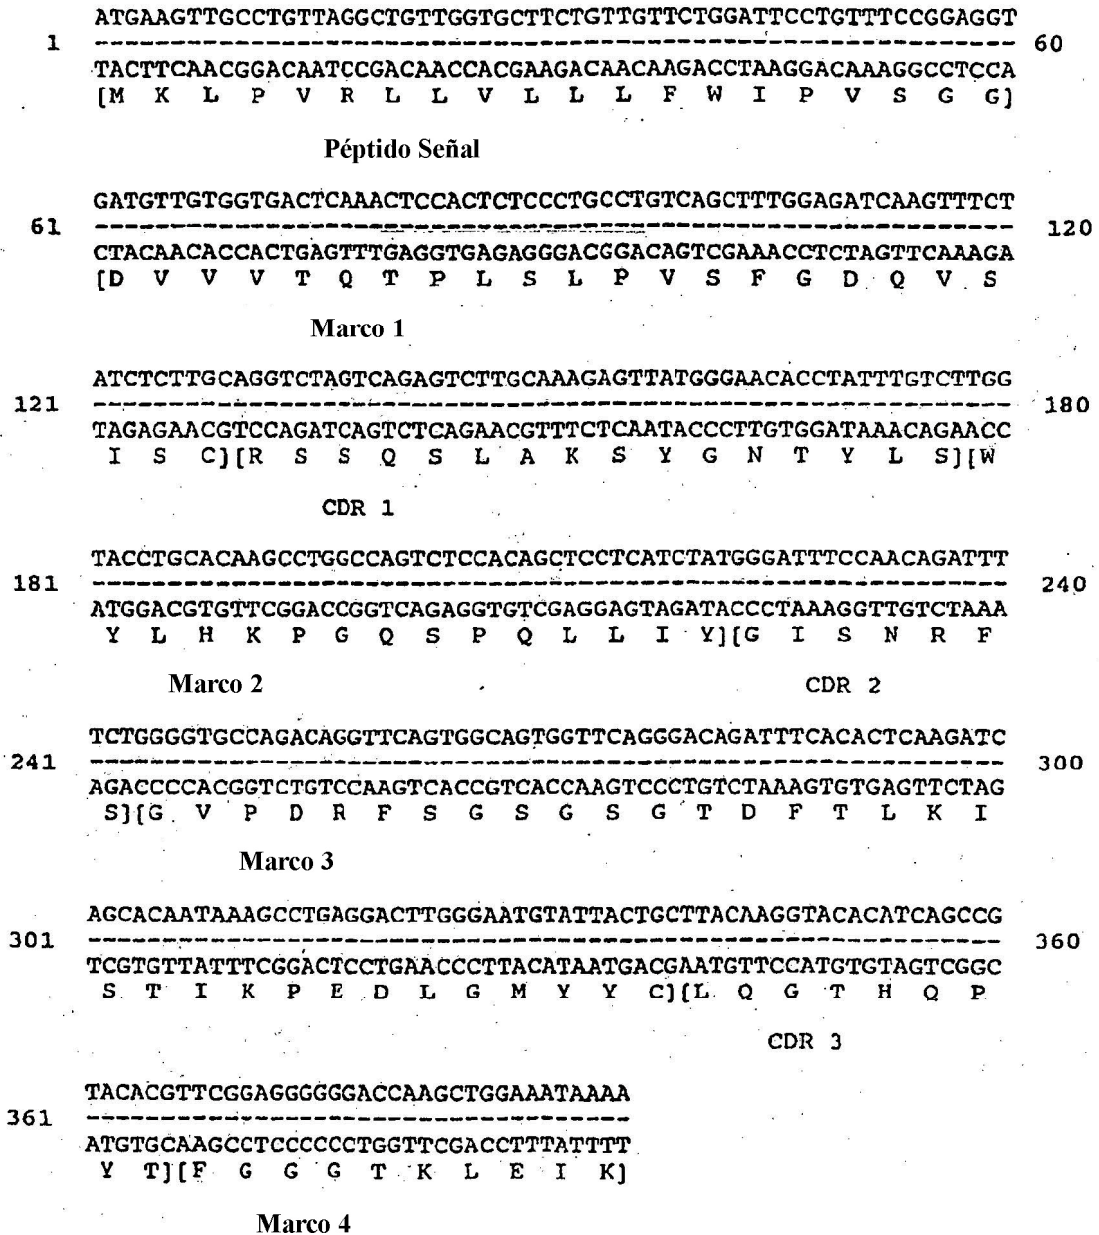 ATGAAGTTGCCTGTTAGGCTGTTGGTGCTTCTGTTGTTCTGGATTCCTGTTTCCGGAGGT
1 ------------------------------------------------------------ 60
TACTTCAACGGACAATCCGACAACCACGAAGACAACAAGACCTAAGGACAAAGGCCTCCA
[M K L P V R L L V L L L F W I P V S G G]
Péptido Señal
GATGTTGTGGTGACTCAAACTCCACTCTCCCTGCCTGTCAGCTTTGGAGATCAAGTTTCT
61 ------------------------------------------------------------ 120
CTACAACACCACTGAGTTTGAGGTGAGAGGGACGGACAGTCGAAACCTCTAGTTCAAAGA
[D V V V T Q T P L S L P V S F G D Q V S
Marco 1
ATCTCTTGCAGGTCTAGTCAGAGTCTTGCAAAGAGTTATGGGAACACCTATTTGTCTTGG
121 ------------------------------------------------------------ 180
TAGAGAACGTCCAGATCAGTCTCAGAACGTTTCTCAATACCCTTGTGGATAAACAGAACC
I S C][R S S Q S L A K S Y G N T Y L S][W
CDR 1
TACCTGCACAAGCCTGGCCAGTCTCCACAGCTCCTCATCTATGGGATTTCCAACAGATTT
181 ------------------------------------------------------------ 240
ATGGACGTGTTCGGACCGGTCAGAGGTGTCGAGGAGTAGATACCCTAAAGGTTGTCTAAA
Y L H K P G Q S P Q L L I Y][G I S N R F
Marco 2 CDR 2
TCTGGGGTGCCAGACAGGTTCAGTGGCAGTGGTTCAGGGACAGATTTCACACTCAAGATC
241 ------------------------------------------------------------ 300
AGACCCCACGGTCTGTCCAAGTCACCGTCACCAAGTCCCTGTCTAAAGTGTGAGTTCTAG
S][G V P D R F S G S G S G T D F T L K I
Marco 3
AGCACAATAAAGCCTGAGGACTTGGGAATGTATTACTGCTTACAAGGTACACATCAGCCG
301 ------------------------------------------------------------ 360
TCGTGTTATTTCGGACTCCTGAACCCTTACATAATGACGAATGTTCCATGTGTAGTCGGC
S T I K P E D L G M Y Y C][L Q G T H Q P
CDR 3
TACACGTTCGGAGGGGGGACCAAGCTGGAAATAAAA
361 ------------------------------------
ATGTGCAAGCCTCCCCCCTGGTTCGACCTTTATTTT
Y T][F G G G T K L E I K]
Marco 4